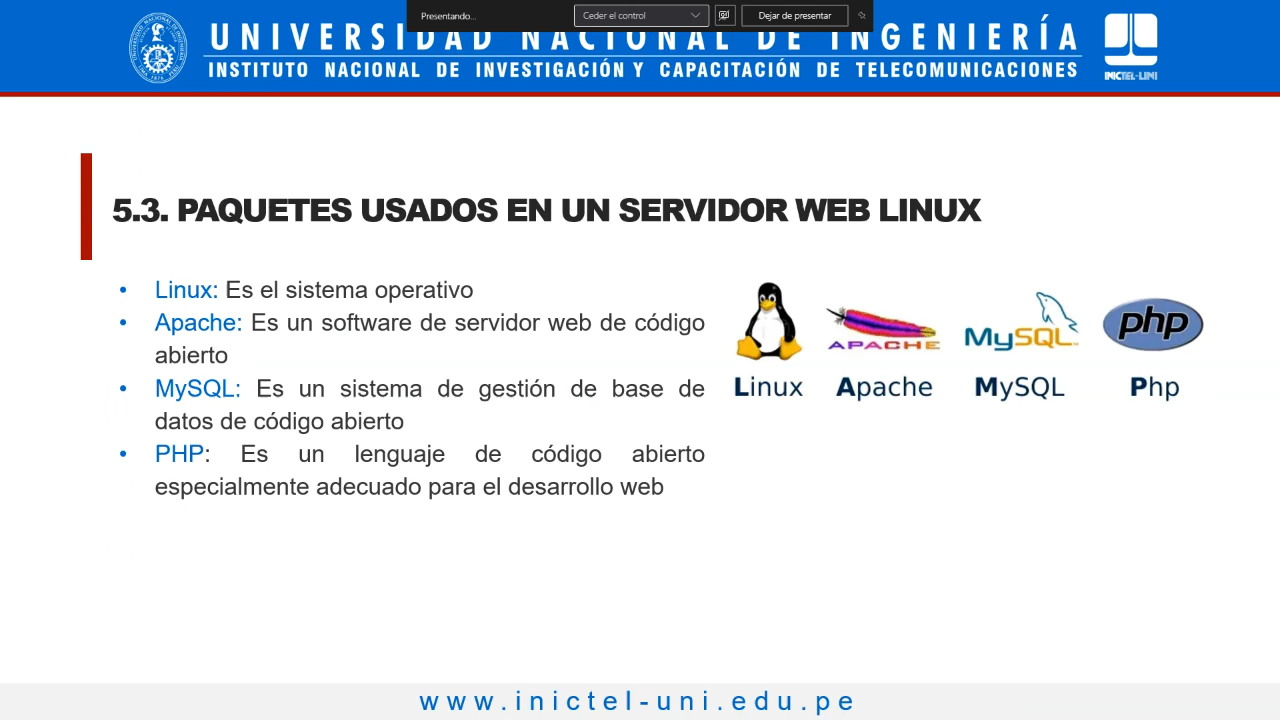 Presentando...
Ceder el control
Dejar de presentar
UNIVERSIDAD NACIONAL DE INGENIERÍA
INSTITUTO NACIONAL DE INVESTIGACIÓN Y CAPACITACIÓN DE TELECOMUNICACIONES
INICTEL-UNI
5.3. PAQUETES USADOS EN UN SERVIDOR WEB LINUX
• Linux: Es el sistema operativo
• Apache: Es un software de servidor web de código
abierto
• MySQL: Es un sistema de gestión de base de
datos de código abierto
• PHP: Es un lenguaje de código abierto
especialmente adecuado para el desarrollo web
APACHE MySQL php
Linux Apache MySQL Php
www.inictel-uni.edu.pe